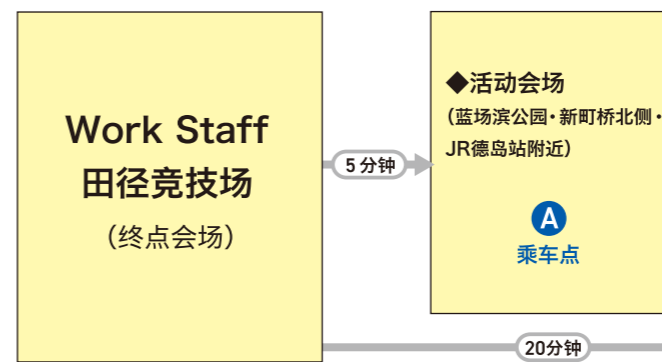 Work Staff
田径竞技场
（终点会场）
5分钟
◆活动会场
（蓝场滨公园・新町桥北侧・
JR德岛站附近）
A
乘车点
20分钟